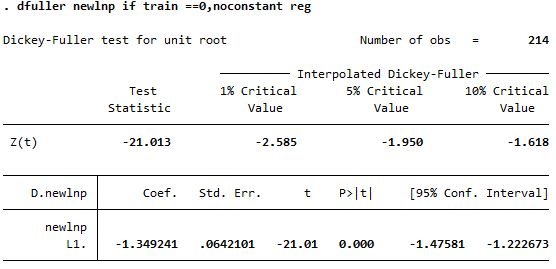 . dfuller newlnp if train ==0,noconstant reg
Dickey-Fuller test for unit root Number of obs = 214
Interpolated Dickey-Fuller
Test 1% Critical 5% Critical 10% Critical
Statistic Value Value Value
Z(t) -21.013 -2.585 -1.950 -1.618
D.newlnp Coef. Std. Err. t P>|t| [95% Conf. Interval]
newlnp
L1. -1.349241 .0642101 -21.01 0.000 -1.47581 -1.222673